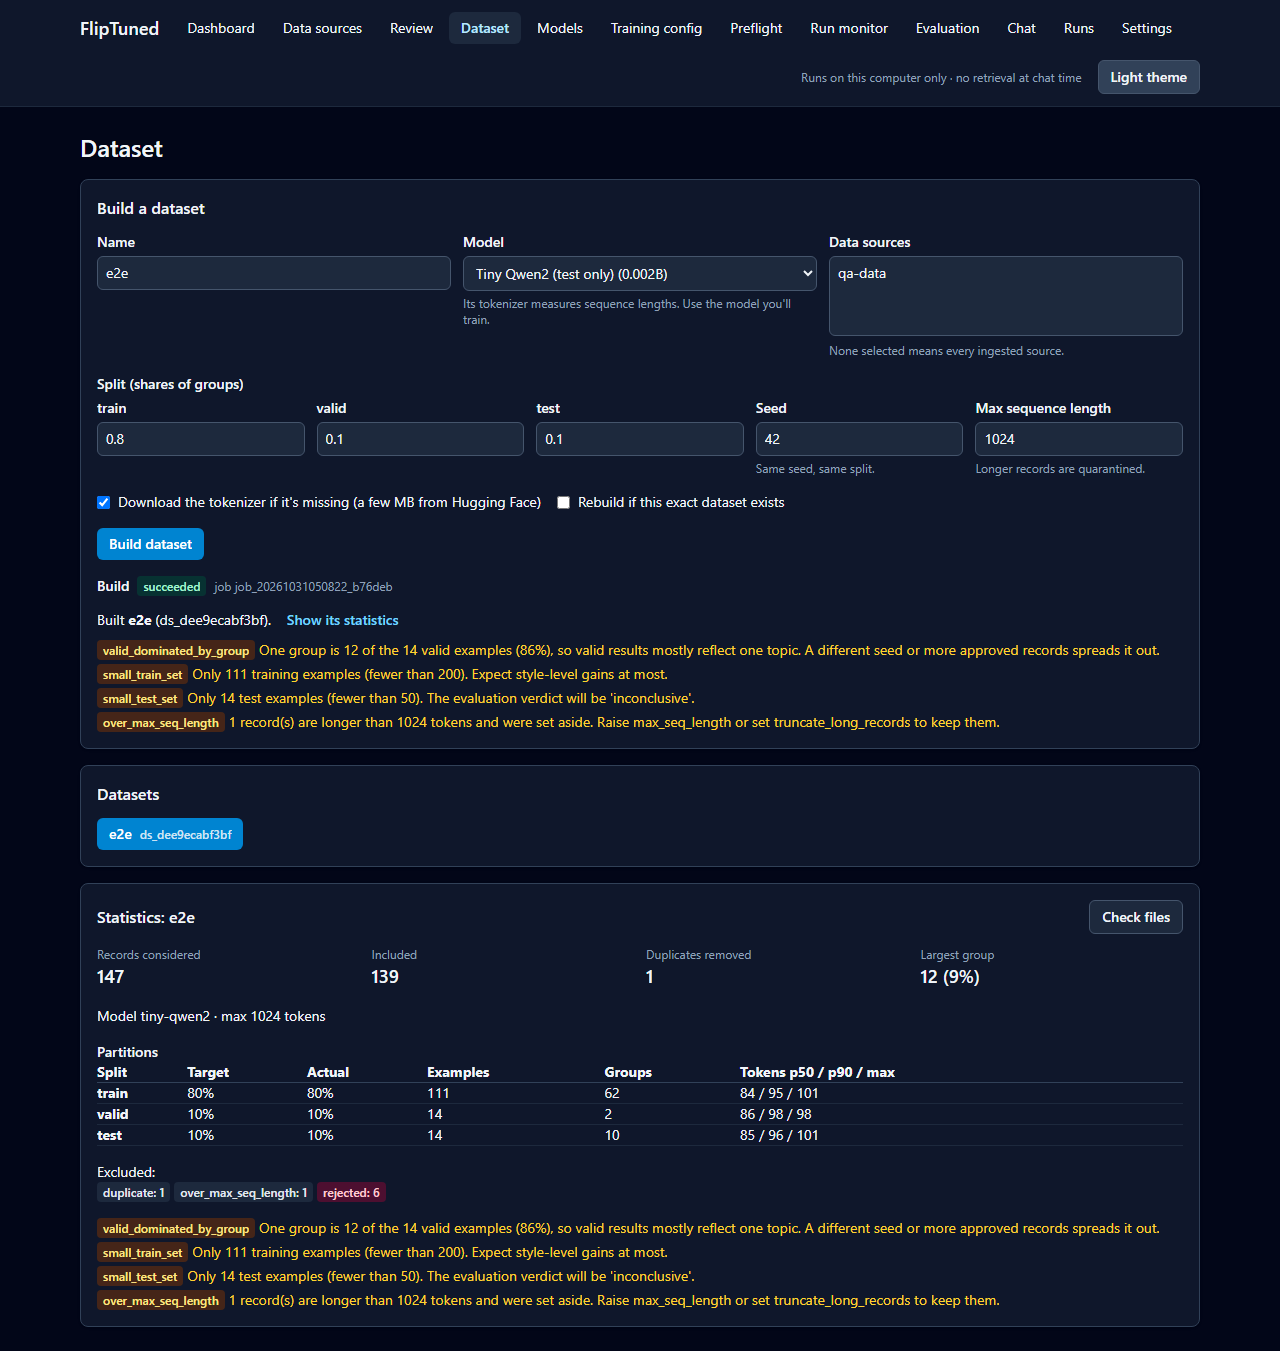 FlipTuned Dashboard Data sources Review Dataset Models Training config Preflight Run monitor Evaluation Chat Runs Settings
Runs on this computer only · no retrieval at chat time Light theme
Dataset
Build a dataset
Name Model Data sources
e2e Tiny Qwen2 (test only) (0.002B) qa-data
Its tokenizer measures sequence lengths. Use the model you'll
train.
None selected means every ingested source.
Split (shares of groups)
train valid test Seed Max sequence length
0.8 0.1 0.1 42 1024
Same seed, same split. Longer records are quarantined.
Download the tokenizer if it's missing (a few MB from Hugging Face) Rebuild if this exact dataset exists
Build dataset
Build succeeded job job_20261031050822_b76deb
Built e2e (ds_dee9ecabf3bf). Show its statistics
valid_dominated_by_group One group is 12 of the 14 valid examples (86%), so valid results mostly reflect one topic. A different seed or more approved records spreads it out.
small_train_set Only 111 training examples (fewer than 200). Expect style-level gains at most.
small_test_set Only 14 test examples (fewer than 50). The evaluation verdict will be 'inconclusive'.
over_max_seq_length 1 record(s) are longer than 1024 tokens and were set aside. Raise max_seq_length or set truncate_long_records to keep them.
Datasets
e2e ds_dee9ecabf3bf
Statistics: e2e Check files
Records considered Included Duplicates removed Largest group
147 139 1 12 (9%)
Model tiny-qwen2 · max 1024 tokens
Partitions
Split Target Actual Examples Groups Tokens p50 / p90 / max
train 80% 80% 111 62 84 / 95 / 101
valid 10% 10% 14 2 86 / 98 / 98
test 10% 10% 14 10 85 / 96 / 101
Excluded:
duplicate: 1 over_max_seq_length: 1 rejected: 6
valid_dominated_by_group One group is 12 of the 14 valid examples (86%), so valid results mostly reflect one topic. A different seed or more approved records spreads it out.
small_train_set Only 111 training examples (fewer than 200). Expect style-level gains at most.
small_test_set Only 14 test examples (fewer than 50). The evaluation verdict will be 'inconclusive'.
over_max_seq_length 1 record(s) are longer than 1024 tokens and were set aside. Raise max_seq_length or set truncate_long_records to keep them.